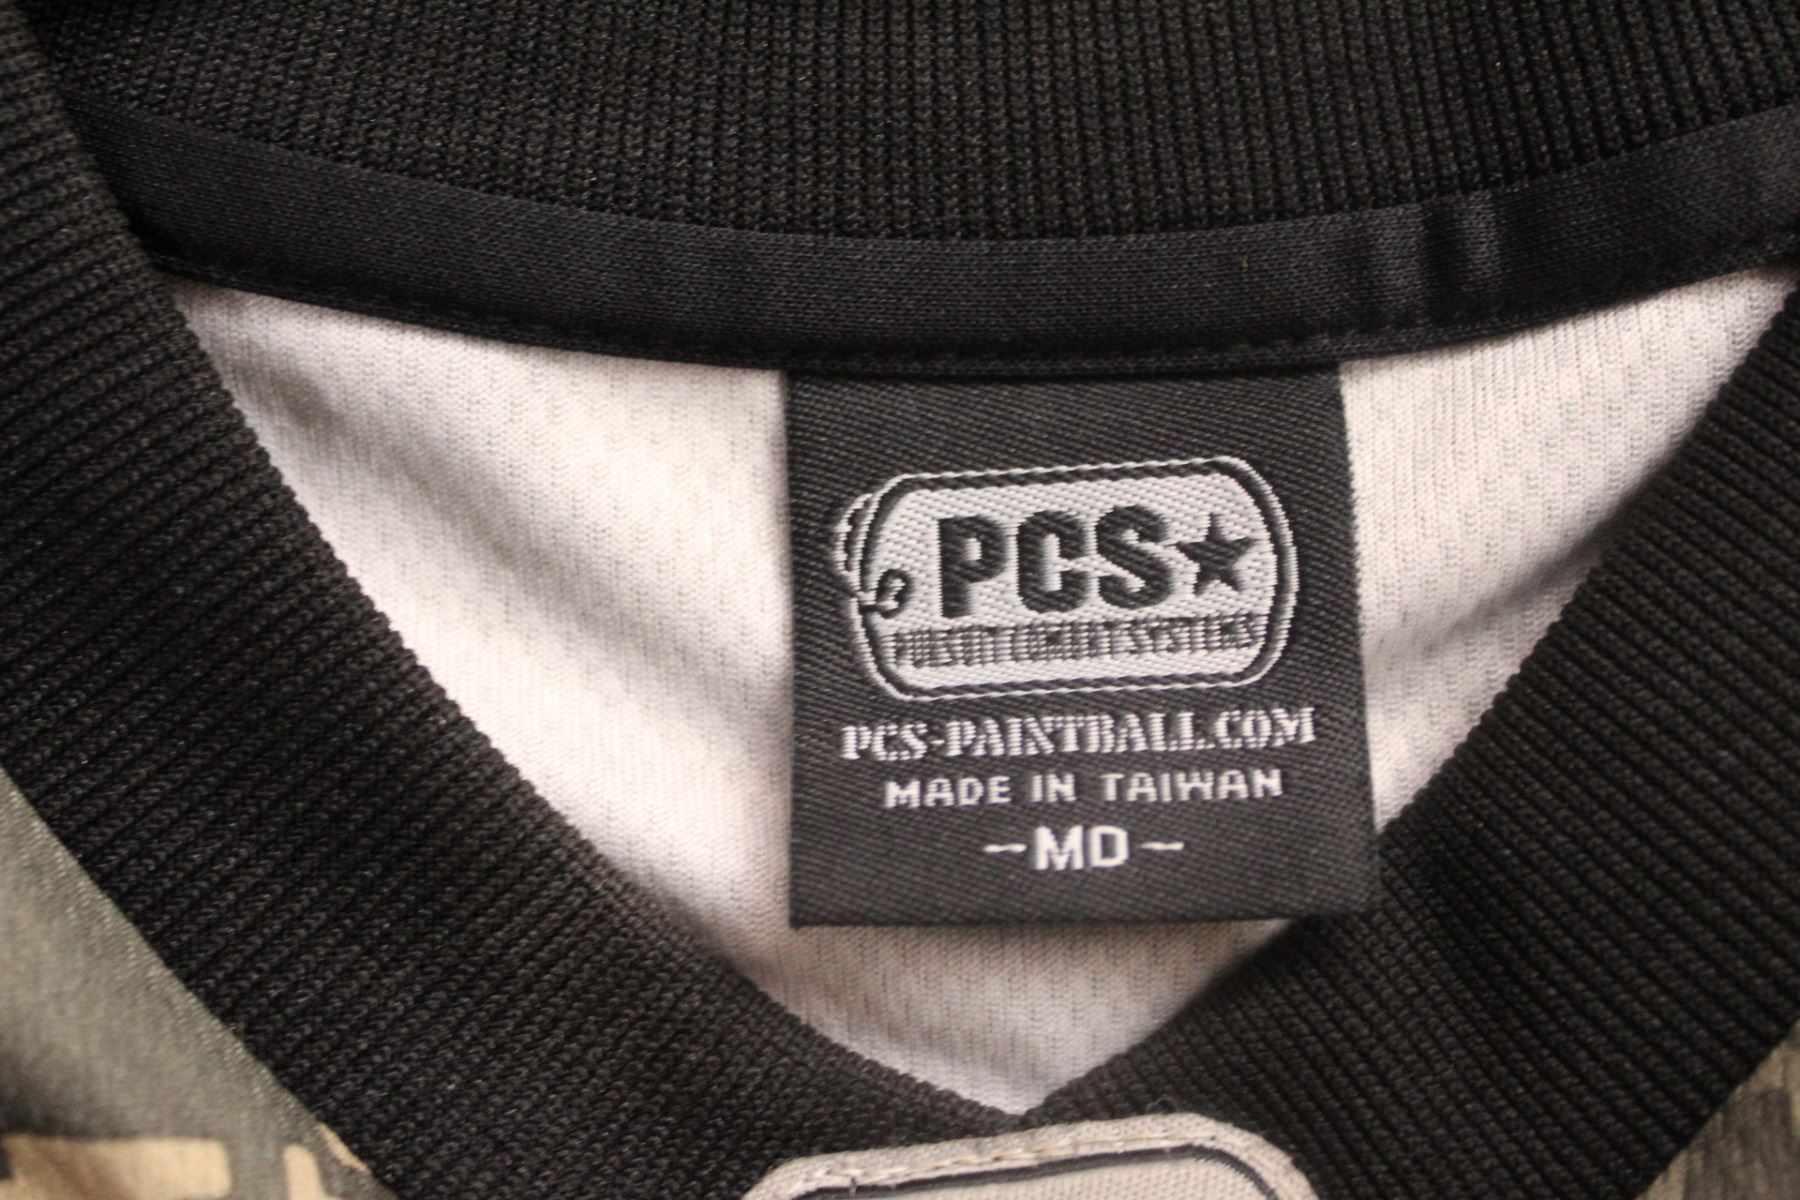 PCS★
PURSUIT COMBAT SYSTEMS
PCS-PAINTBALL.COM
MADE IN TAIWAN
-MD-